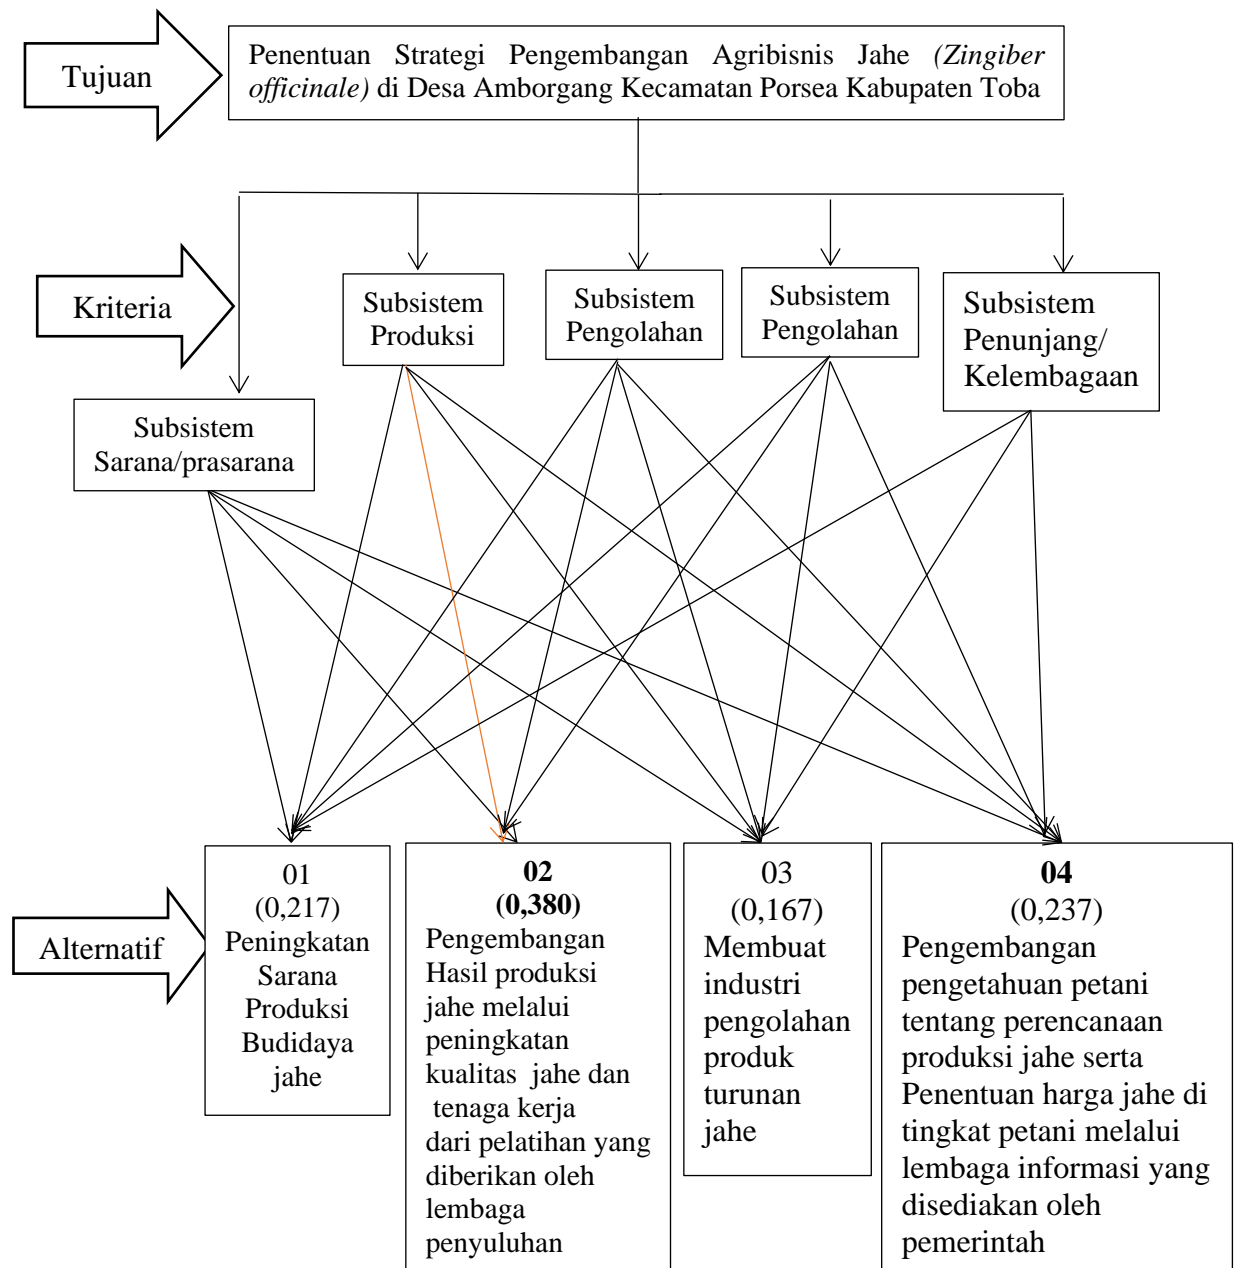 Tujuan
Penentuan Strategi Pengembangan Agribisnis Jahe (Zingiber
officinale) di Desa Amborgang Kecamatan Porsea Kabupaten Toba
Kriteria
Subsistem
Produksi
Subsistem
Pengolahan
Subsistem
Pengolahan
Subsistem
Penunjang/
Kelembagaan
Subsistem
Sarana/prasarana
Alternatif
01
(0,217)
Peningkatan
Sarana
Produksi
Budidaya
jahe
02
(0,380)
Pengembangan
Hasil produksi
jahe melalui
peningkatan
kualitas jahe dan
tenaga kerja
dari pelatihan yang
diberikan oleh
lembaga
penyuluhan
03
(0,167)
Membuat
industri
pengolahan
produk
turunan
jahe
04
(0,237)
Pengembangan
pengetahuan petani
tentang perencanaan
produksi jahe serta
Penentuan harga jahe di
tingkat petani melalui
lembaga informasi yang
disediakan oleh
pemerintah